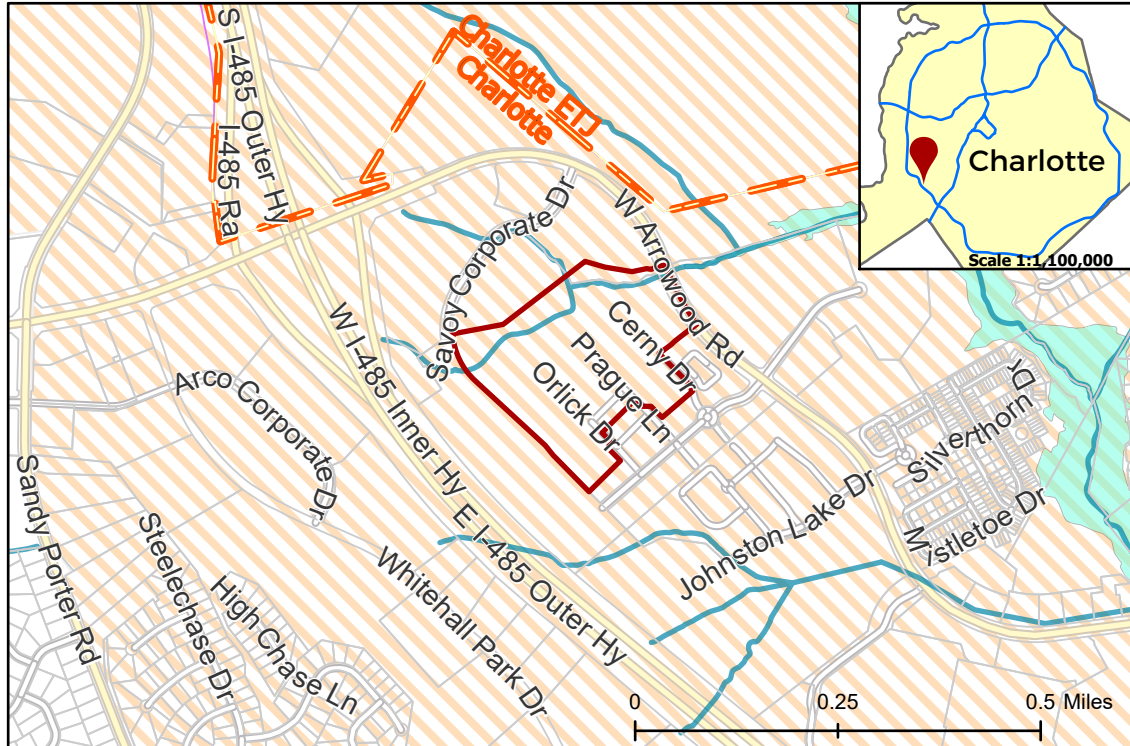 S I-485 Outer Hy
I-485 Ra
Charlotte ETJ
Charlotte
Charlotte
Scale 1:1,100,000
Savoy Corporate Dr
W Arrowood Rd
Cerny Dr
Prague Ln
Orlick Dr
W I-485 Inner Hy
E I-485 Outer Hy
Arco Corporate Dr
Sandy Porter Rd
Steelechase Dr
High Chase Ln
Whitehall Park Dr
Johnston Lake Dr
Silverthorn Dr
Mistletoe Dr
0
0.25
0.5 Miles